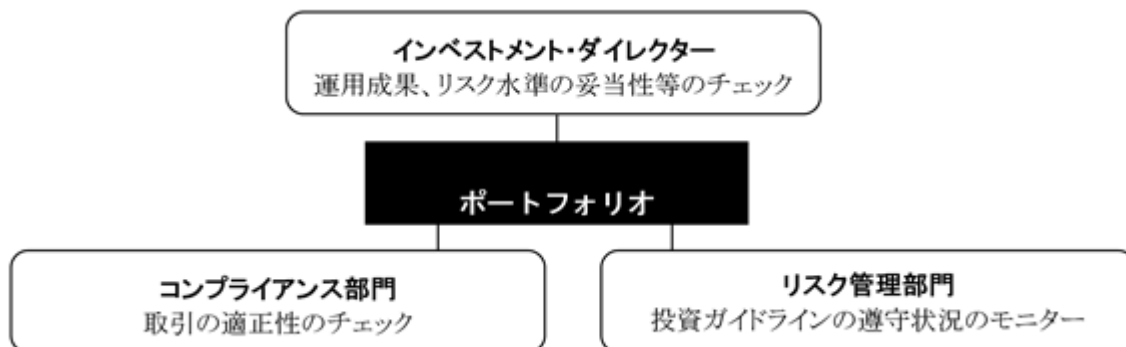 インベストメント・ダイレクター
運用成果、リスク水準の妥当性等のチェック
ポートフォリオ
コンプライアンス部門
取引の適正性のチェック
リスク管理部門
投資ガイドラインの遵守状況のモニター